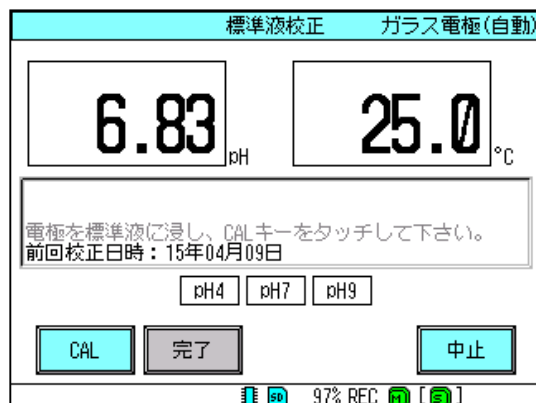 標準液校正 ガラス電極(自動)
6.83 pH 25.0 °C
電極を標準液に浸し、CALキーをタッチして下さい。
前回校正日時：15年04月09日
pH4 pH7 pH9
CAL 完了 中止
SD 97% REC M [ S ]